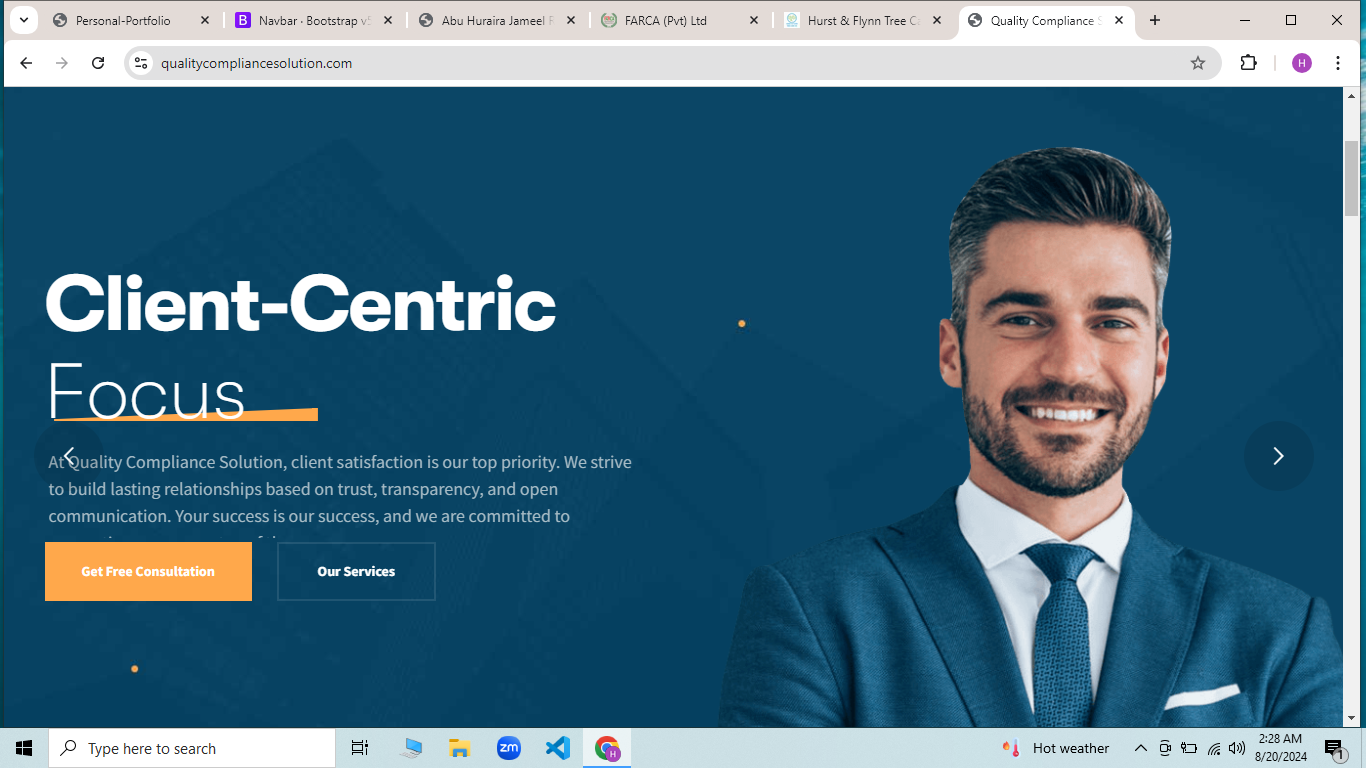 Personal-Portfolio
Navbar · Bootstrap v5
Abu Huraira Jameel
FARCA (Pvt) Ltd
Hurst & Flynn Tree
Quality Compliance
qualitycompliancesolution.com
H
Client-Centric
Focus
At Quality Compliance Solution, client satisfaction is our top priority. We strive
to build lasting relationships based on trust, transparency, and open
communication. Your success is our success, and we are committed to
Get Free Consultation
Our Services
Type here to search
zm
H
Hot weather
2:28 AM
8/20/2024
1